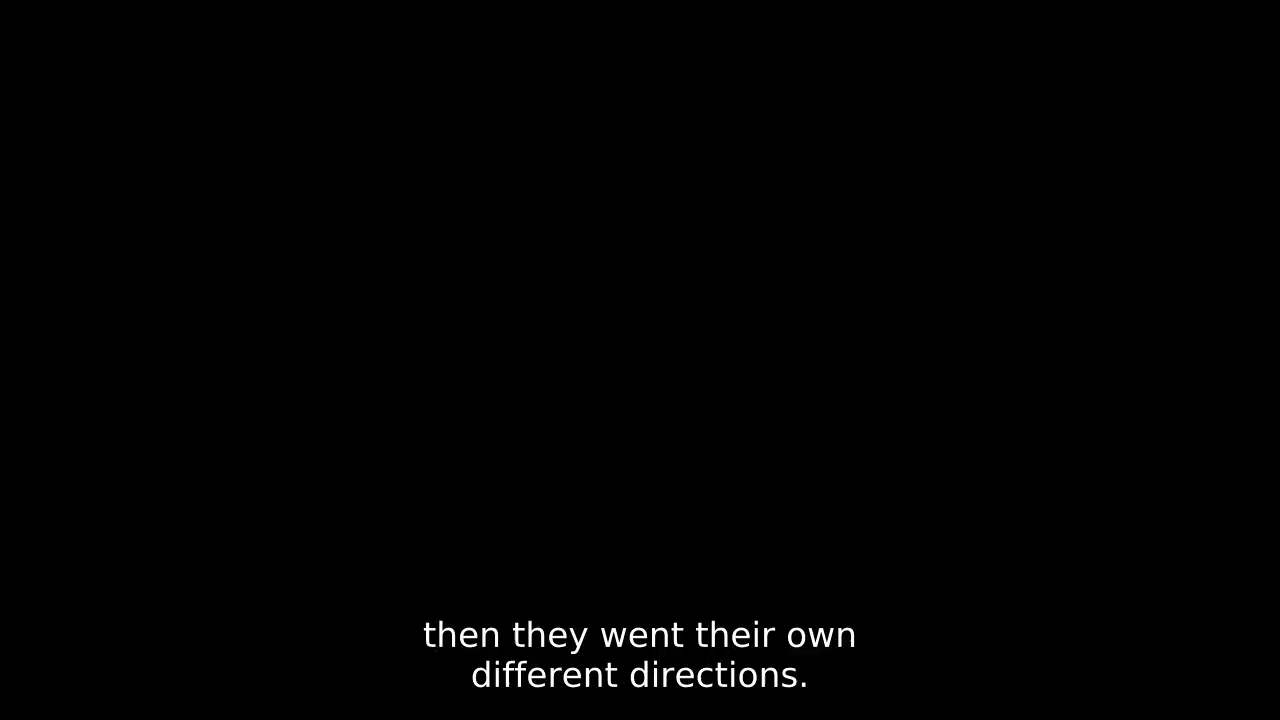 then they went their own
different directions.